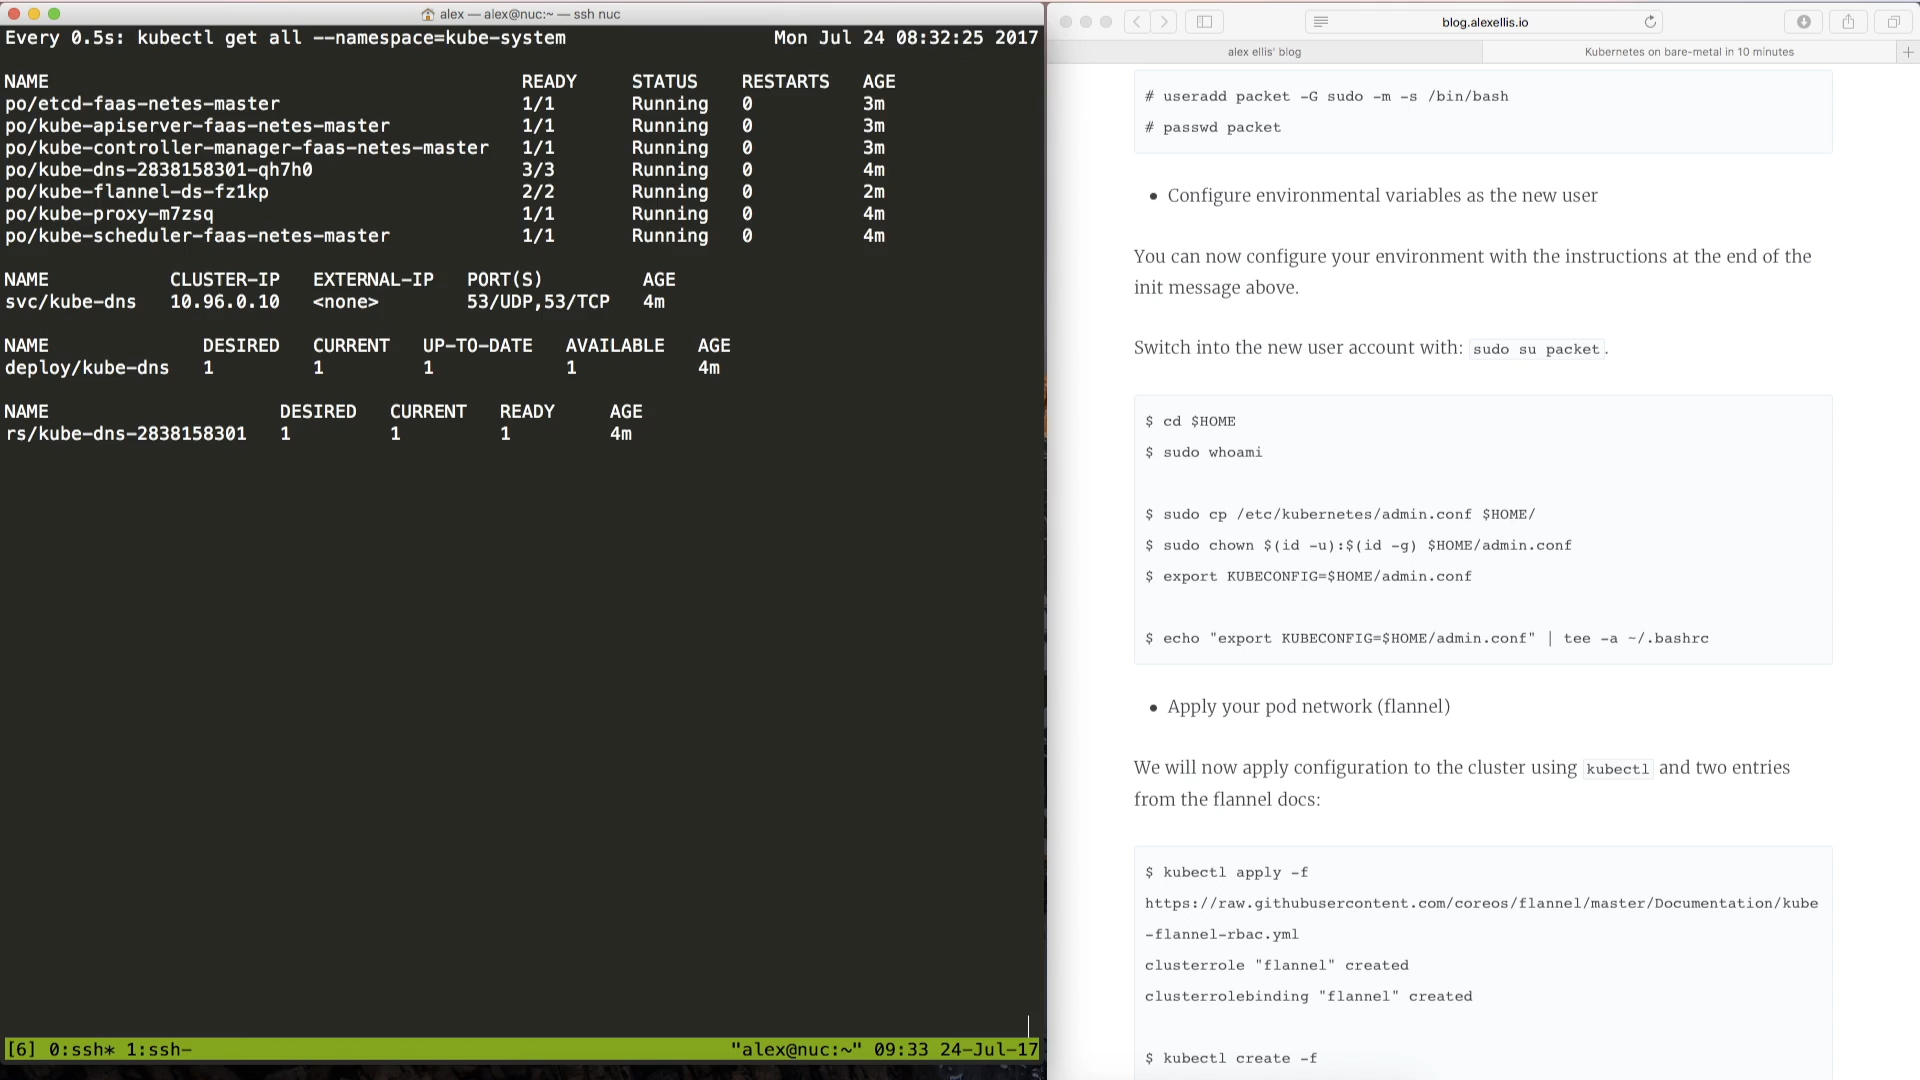 alex — alex@nuc:~ — ssh nuc
Every 0.5s: kubectl get all --namespace=kube-system Mon Jul 24 08:32:25 2017
NAME READY STATUS RESTARTS AGE
po/etcd-faas-netes-master 1/1 Running 0 3m
po/kube-apiserver-faas-netes-master 1/1 Running 0 3m
po/kube-controller-manager-faas-netes-master 1/1 Running 0 3m
po/kube-dns-2838158301-qh7h0 3/3 Running 0 4m
po/kube-flannel-ds-fz1kp 2/2 Running 0 2m
po/kube-proxy-m7zsq 1/1 Running 0 4m
po/kube-scheduler-faas-netes-master 1/1 Running 0 4m
NAME CLUSTER-IP EXTERNAL-IP PORT(S) AGE
svc/kube-dns 10.96.0.10 <none> 53/UDP,53/TCP 4m
NAME DESIRED CURRENT UP-TO-DATE AVAILABLE AGE
deploy/kube-dns 1 1 1 1 4m
NAME DESIRED CURRENT READY AGE
rs/kube-dns-2838158301 1 1 1 4m
[6] 0:ssh* 1:ssh- "alex@nuc:~" 09:33 24-Jul-17
blog.alexellis.io
alex ellis' blog Kubernetes on bare-metal in 10 minutes
# useradd packet -G sudo -m -s /bin/bash
# passwd packet
• Configure environmental variables as the new user
You can now configure your environment with the instructions at the end of the
init message above.
Switch into the new user account with: sudo su packet.
$ cd $HOME
$ sudo whoami
$ sudo cp /etc/kubernetes/admin.conf $HOME/
$ sudo chown $(id -u):$(id -g) $HOME/admin.conf
$ export KUBECONFIG=$HOME/admin.conf
$ echo "export KUBECONFIG=$HOME/admin.conf" | tee -a ~/.bashrc
• Apply your pod network (flannel)
We will now apply configuration to the cluster using kubectl and two entries
from the flannel docs:
$ kubectl apply -f
https://raw.githubusercontent.com/coreos/flannel/master/Documentation/kube
-flannel-rbac.yml
clusterrole "flannel" created
clusterrolebinding "flannel" created
$ kubectl create -f